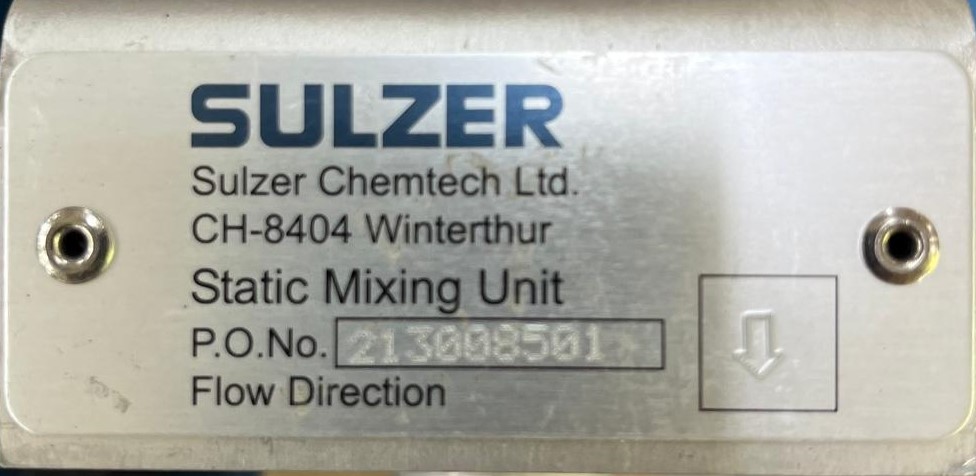 SULZER
Sulzer Chemtech Ltd.
CH-8404 Winterthur
Static Mixing Unit
P.O.No. 213008501
Flow Direction